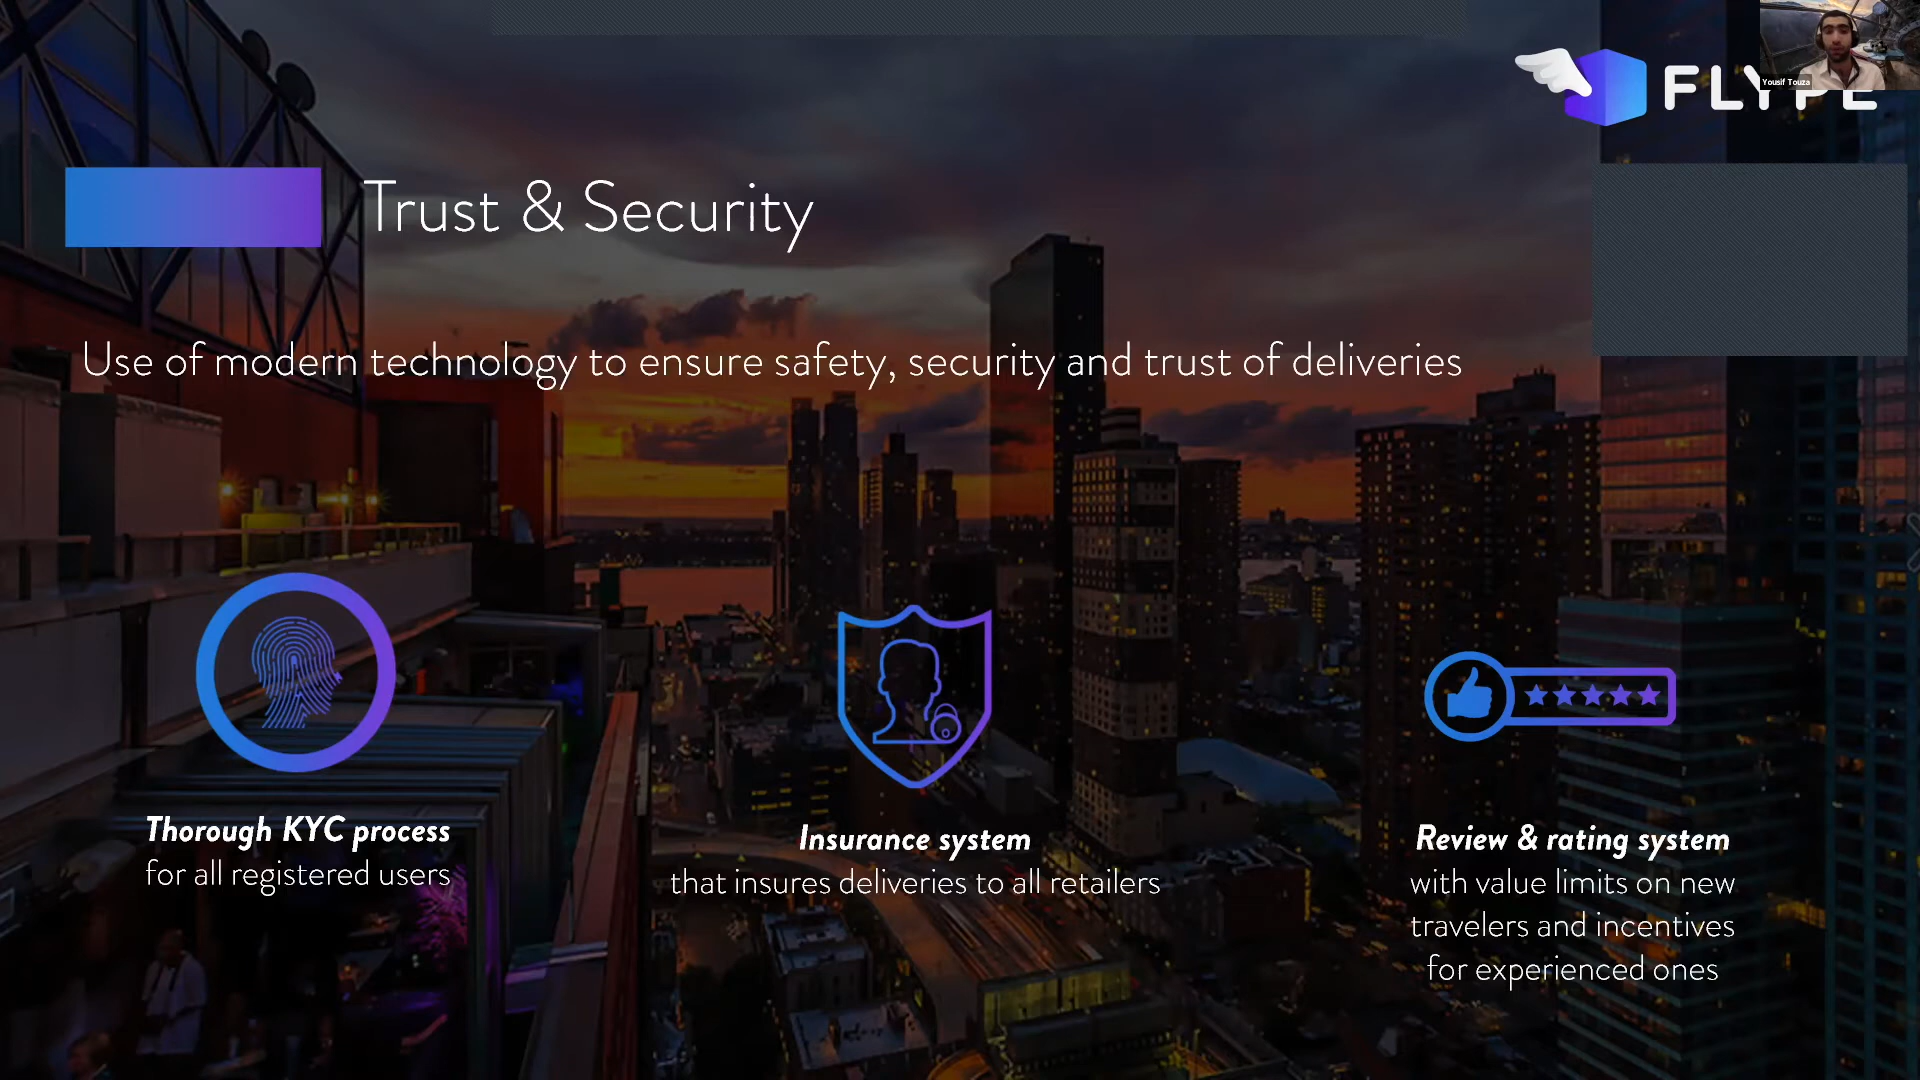 Yousif Touza
Trust & Security
Use of modern technology to ensure safety, security and trust of deliveries
Thorough KYC process
for all registered users
Insurance system
that insures deliveries to all retailers
Review & rating system
with value limits on new
travelers and incentives
for experienced ones